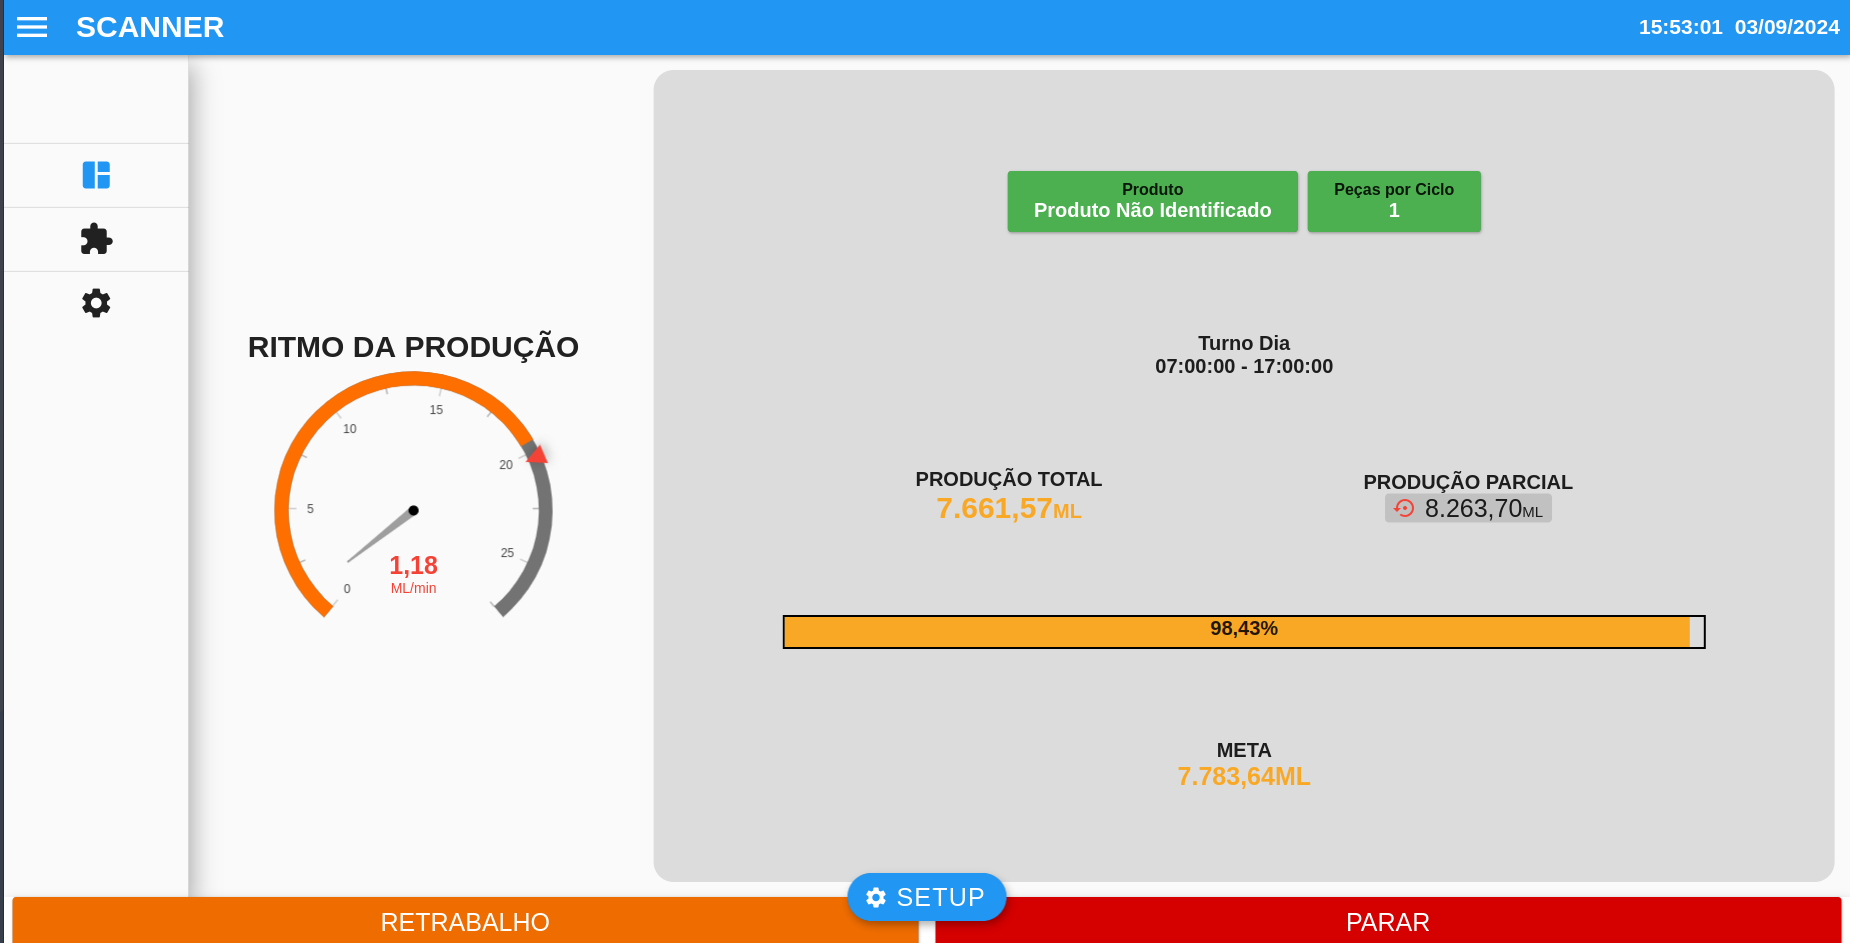 SCANNER
15:53:01 03/09/2024
Produto
Produto Não Identificado
Peças por Ciclo
1
RITMO DA PRODUÇÃO
0
5
10
15
20
25
1,18
ML/min
Turno Dia
07:00:00 - 17:00:00
PRODUÇÃO TOTAL
7.661,57ML
PRODUÇÃO PARCIAL
8.263,70ML
98,43%
META
7.783,64ML
SETUP
RETRABALHO
PARAR